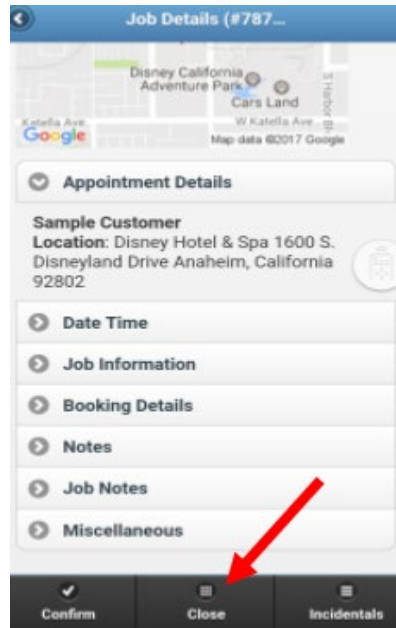 Job Details (#787...
Disney California
Adventure Park
Cars Land
S Harbor Bl
Katella Ave
W Katella Ave
Google
Map data ©2017 Google
Appointment Details
Sample Customer
Location: Disney Hotel & Spa 1600 S.
Disneyland Drive Anaheim, California
92802
Date Time
Job Information
Booking Details
Notes
Job Notes
Miscellaneous
Confirm
Close
Incidentals